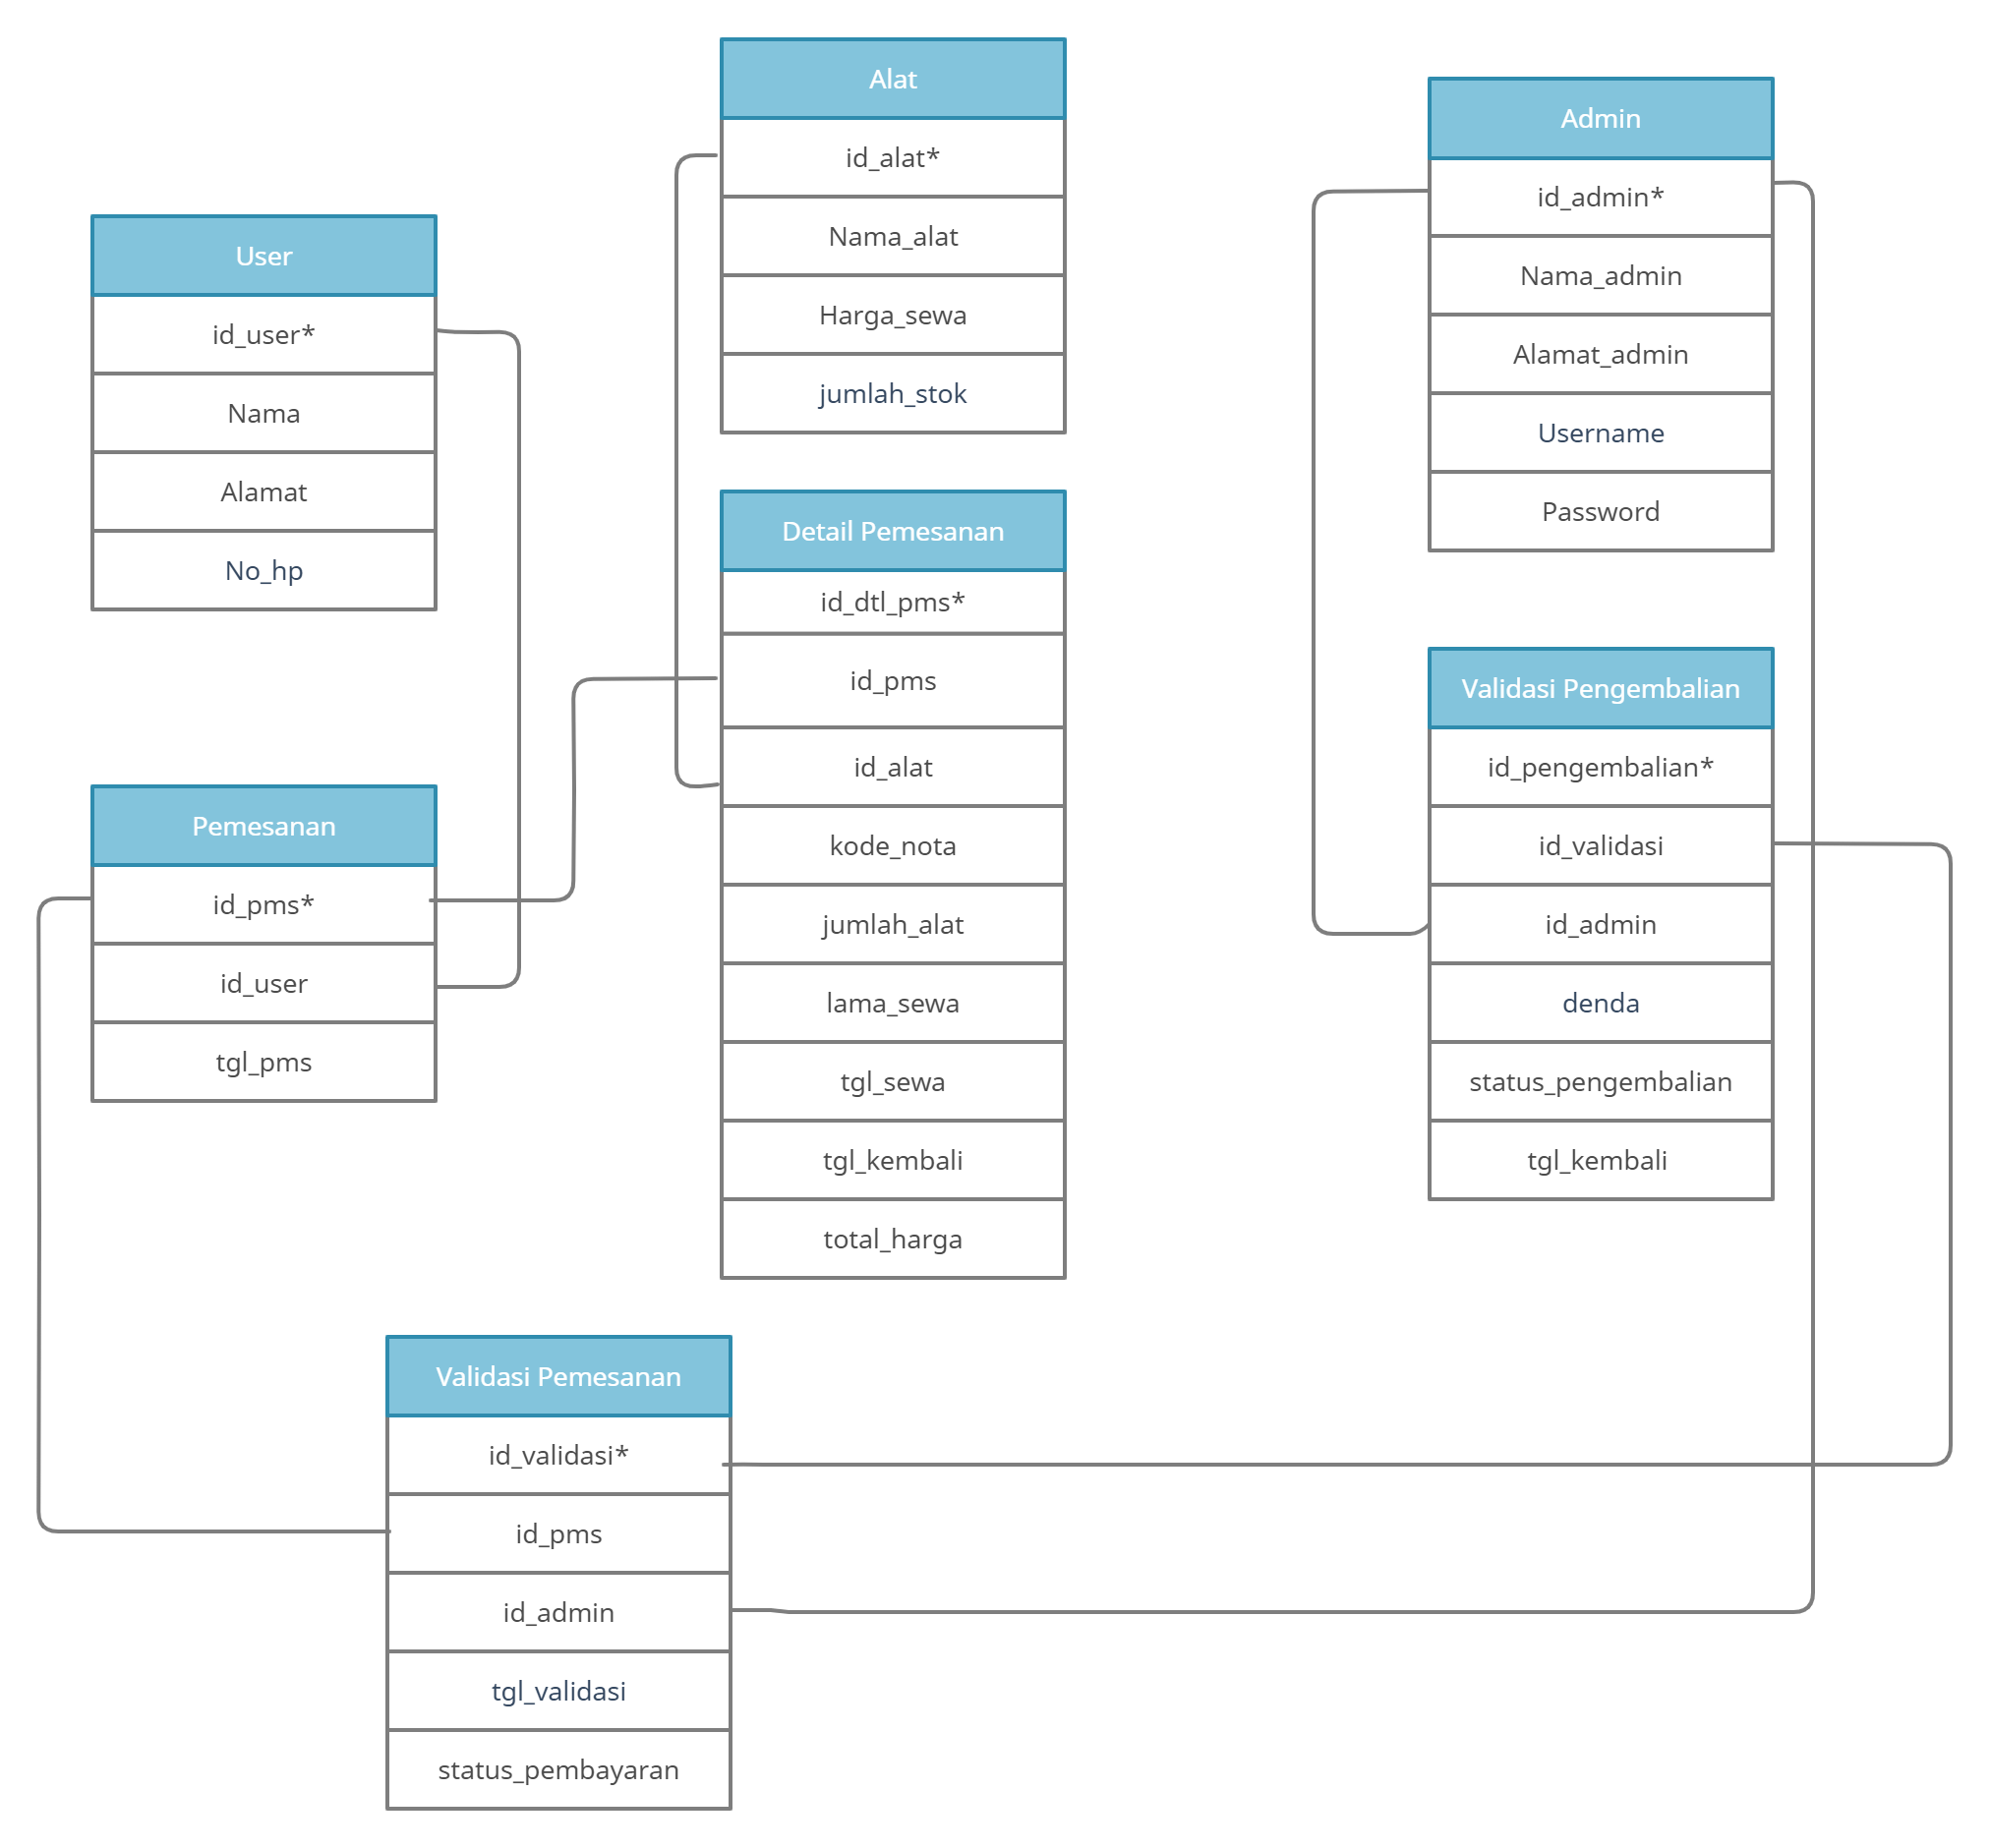 Alat
id_alat*
Nama_alat
Harga_sewa
jumlah_stok
Admin
id_admin*
Nama_admin
Alamat_admin
Username
Password
User
id_user*
Nama
Alamat
No_hp
Detail Pemesanan
id_dtl_pms*
id_pms
id_alat
kode_nota
jumlah_alat
lama_sewa
tgl_sewa
tgl_kembali
total_harga
Validasi Pengembalian
id_pengembalian*
id_validasi
id_admin
denda
status_pengembalian
tgl_kembali
Pemesanan
id_pms*
id_user
tgl_pms
Validasi Pemesanan
id_validasi*
id_pms
id_admin
tgl_validasi
status_pembayaran